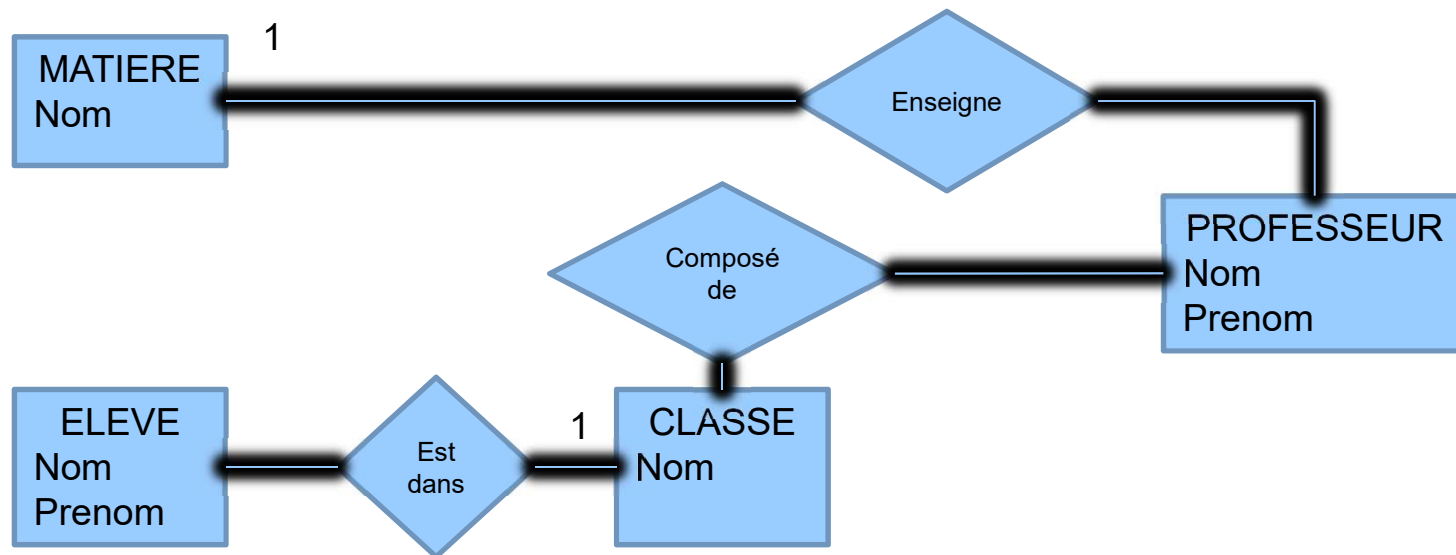 1
MATIERE
Nom
Enseigne
PROFESSEUR
Nom
Prenom
Composé
de
ELEVE
Nom
Prenom
Est
dans
1
CLASSE
Nom